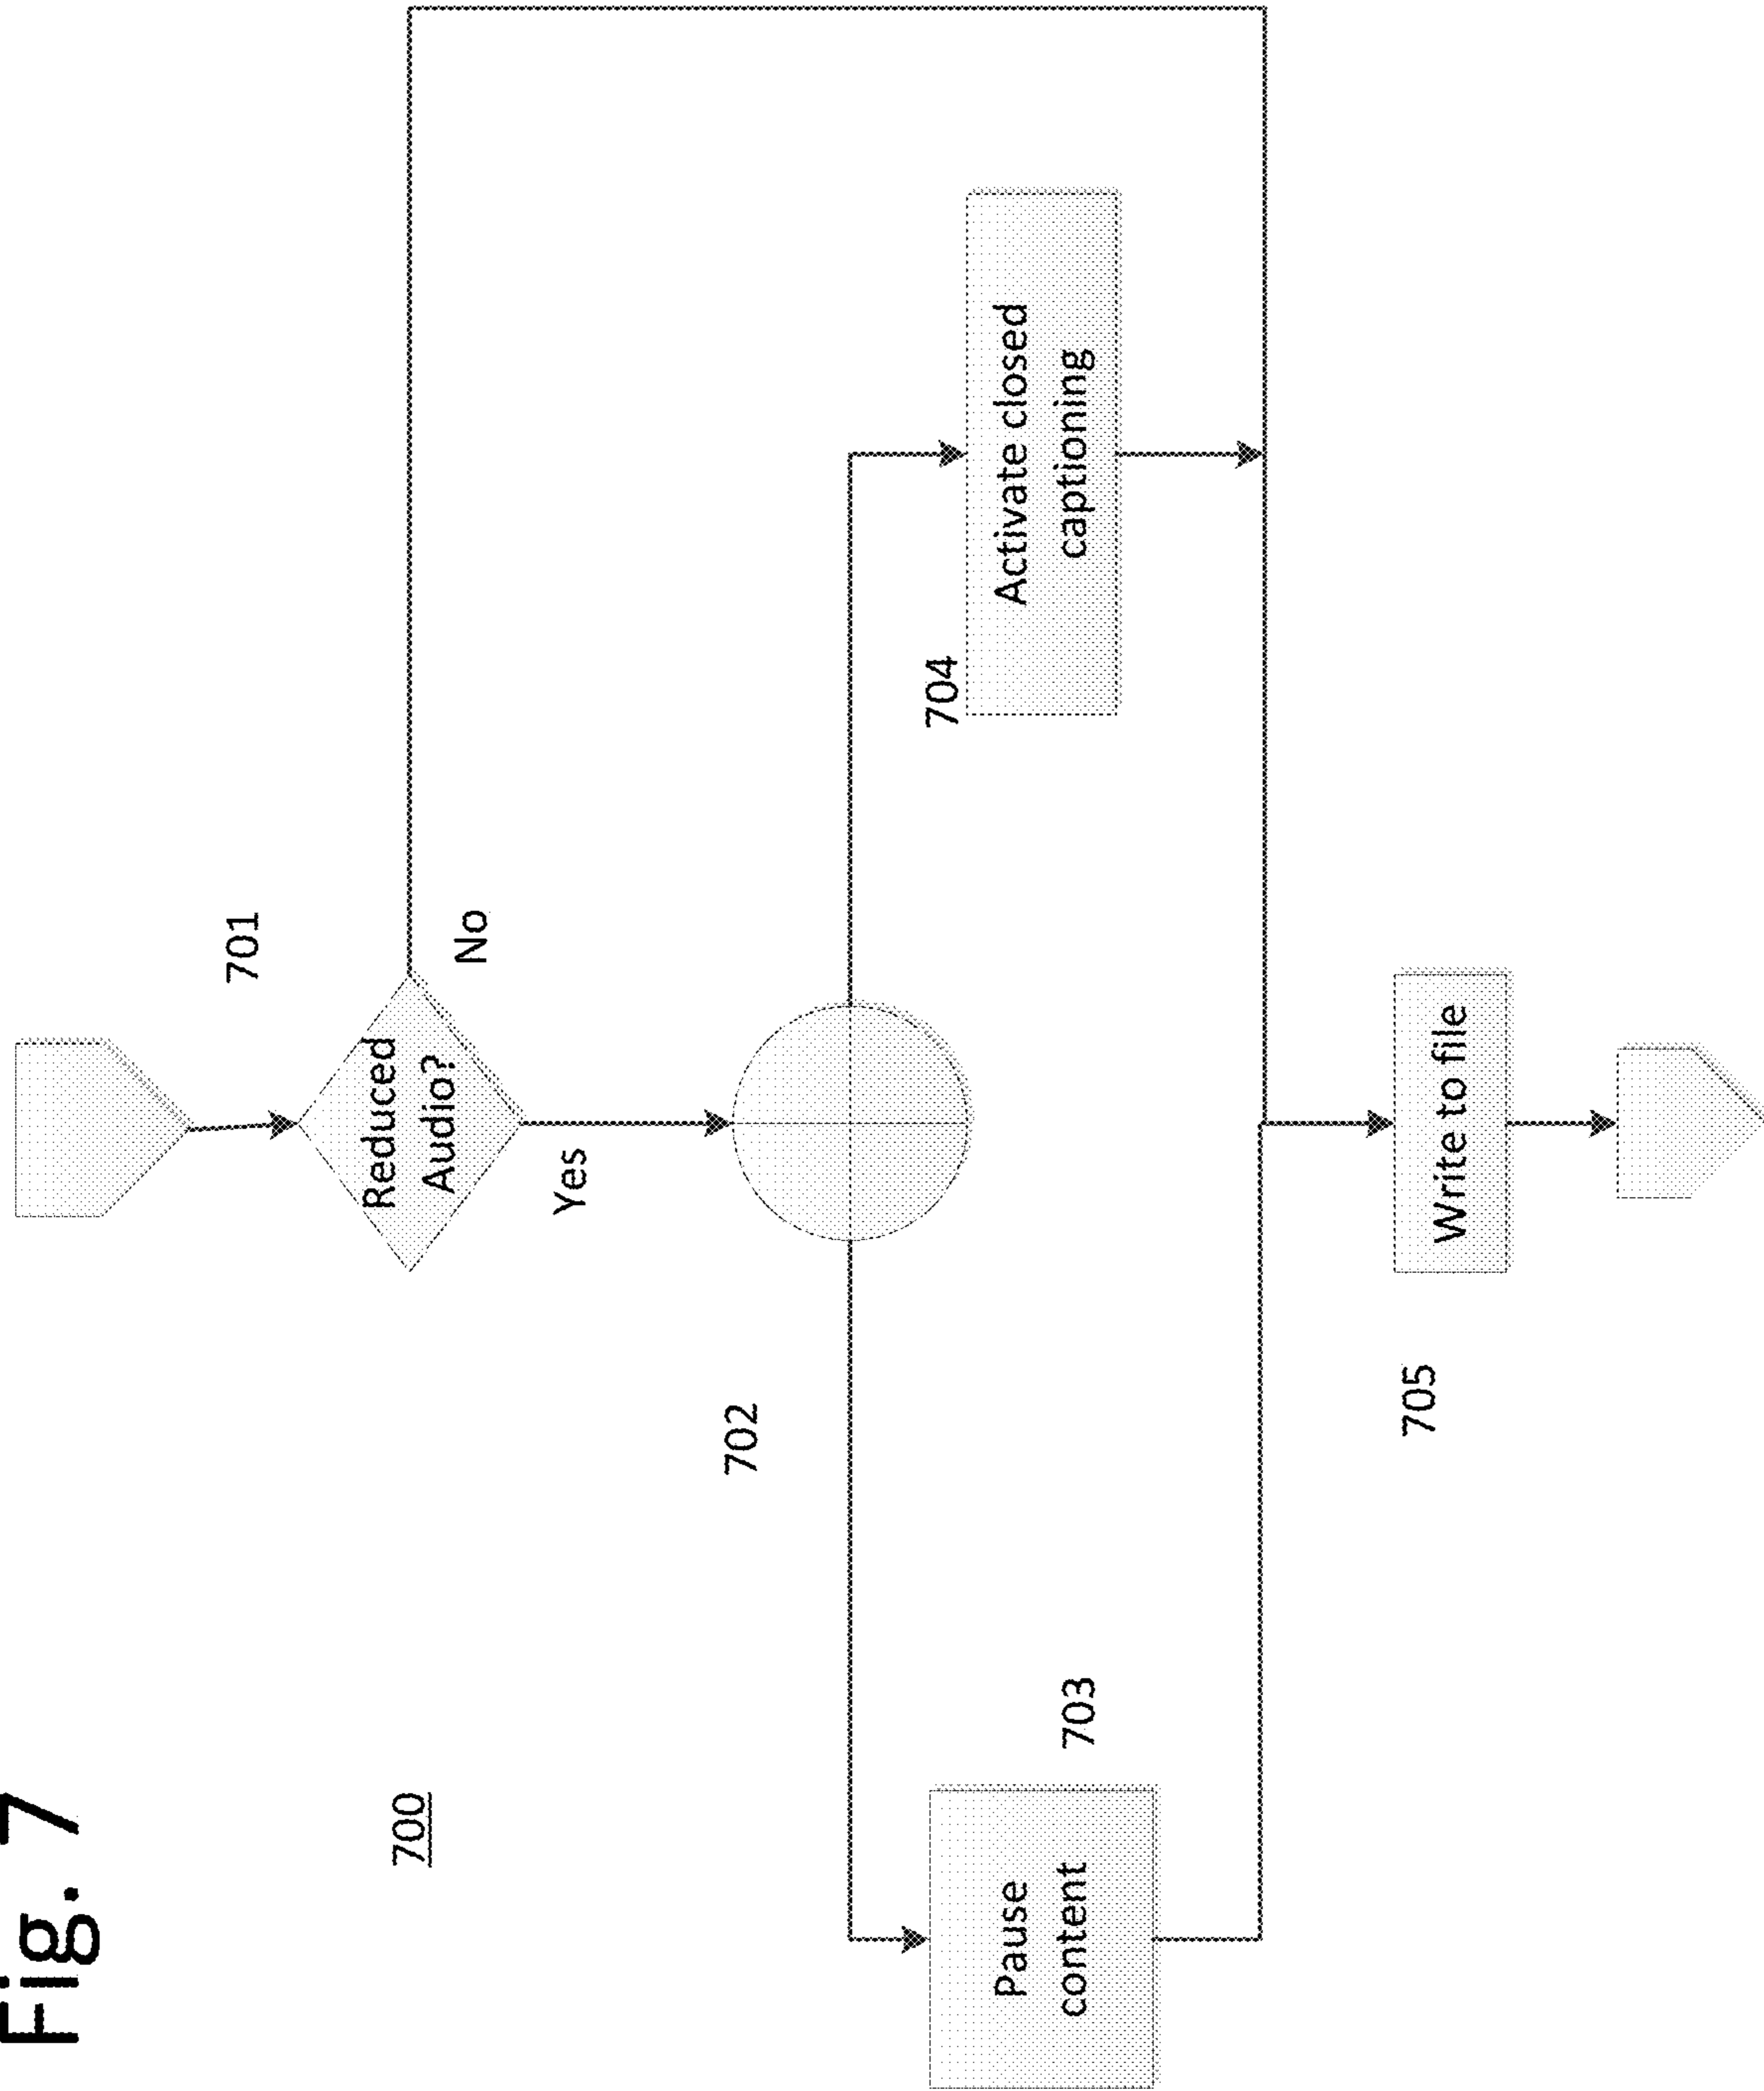 Fig. 7
700
701
Reduced
Audio?
No
Yes
702
704
Activate closed
captioning
703
Pause
content
705
Write to file